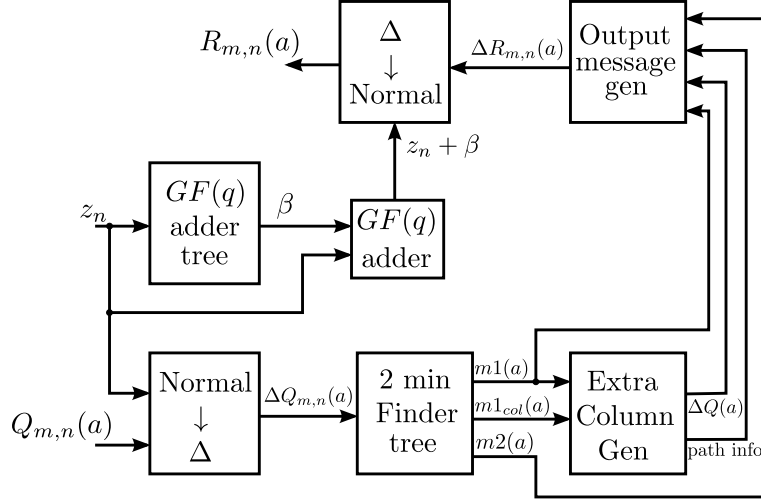 R_{m,n}(a)
Δ
↓
Normal
ΔR_{m,n}(a)
Output
message
gen
z_n + β
z_n
GF(q)
adder
tree
β
GF(q)
adder
Normal
↓
Δ
Q_{m,n}(a)
ΔQ_{m,n}(a)
2 min
Finder
tree
m1(a)
m1_{col}(a)
m2(a)
Extra
Column
Gen
ΔQ(a)
path info